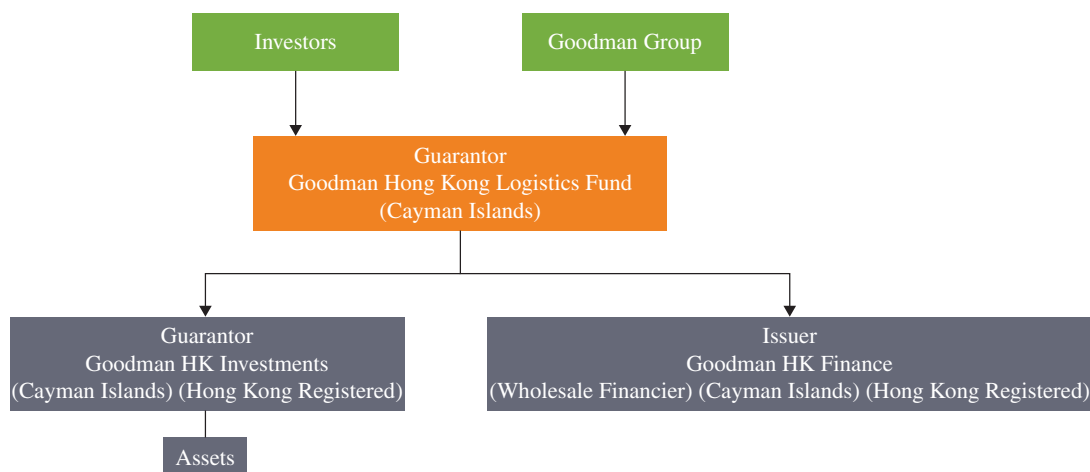 Investors
Goodman Group
Guarantor
Goodman Hong Kong Logistics Fund
(Cayman Islands)
Guarantor
Goodman HK Investments
(Cayman Islands) (Hong Kong Registered)
Issuer
Goodman HK Finance
(Wholesale Financier) (Cayman Islands) (Hong Kong Registered)
Assets